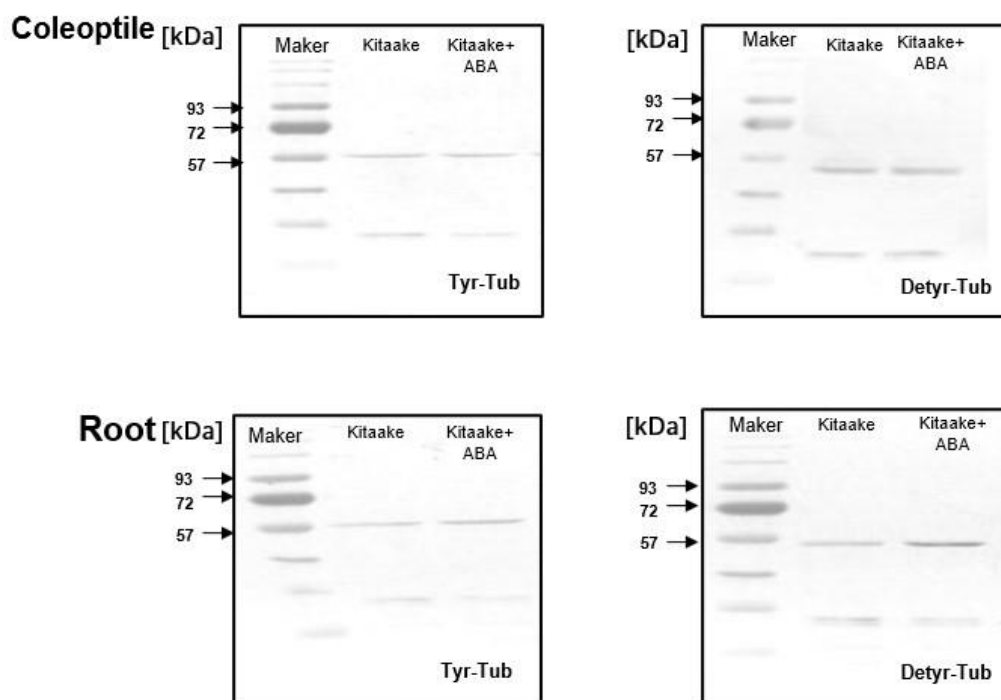 Coleoptile [kDa] Maker Kitaake Kitaake+
ABA
93
72
57
Tyr-Tub
[kDa] Maker Kitaake Kitaake+
ABA
93
72
57
Detyr-Tub
Root [kDa] Maker Kitaake Kitaake+
ABA
93
72
57
Tyr-Tub
[kDa] Maker Kitaake Kitaake+
ABA
93
72
57
Detyr-Tub